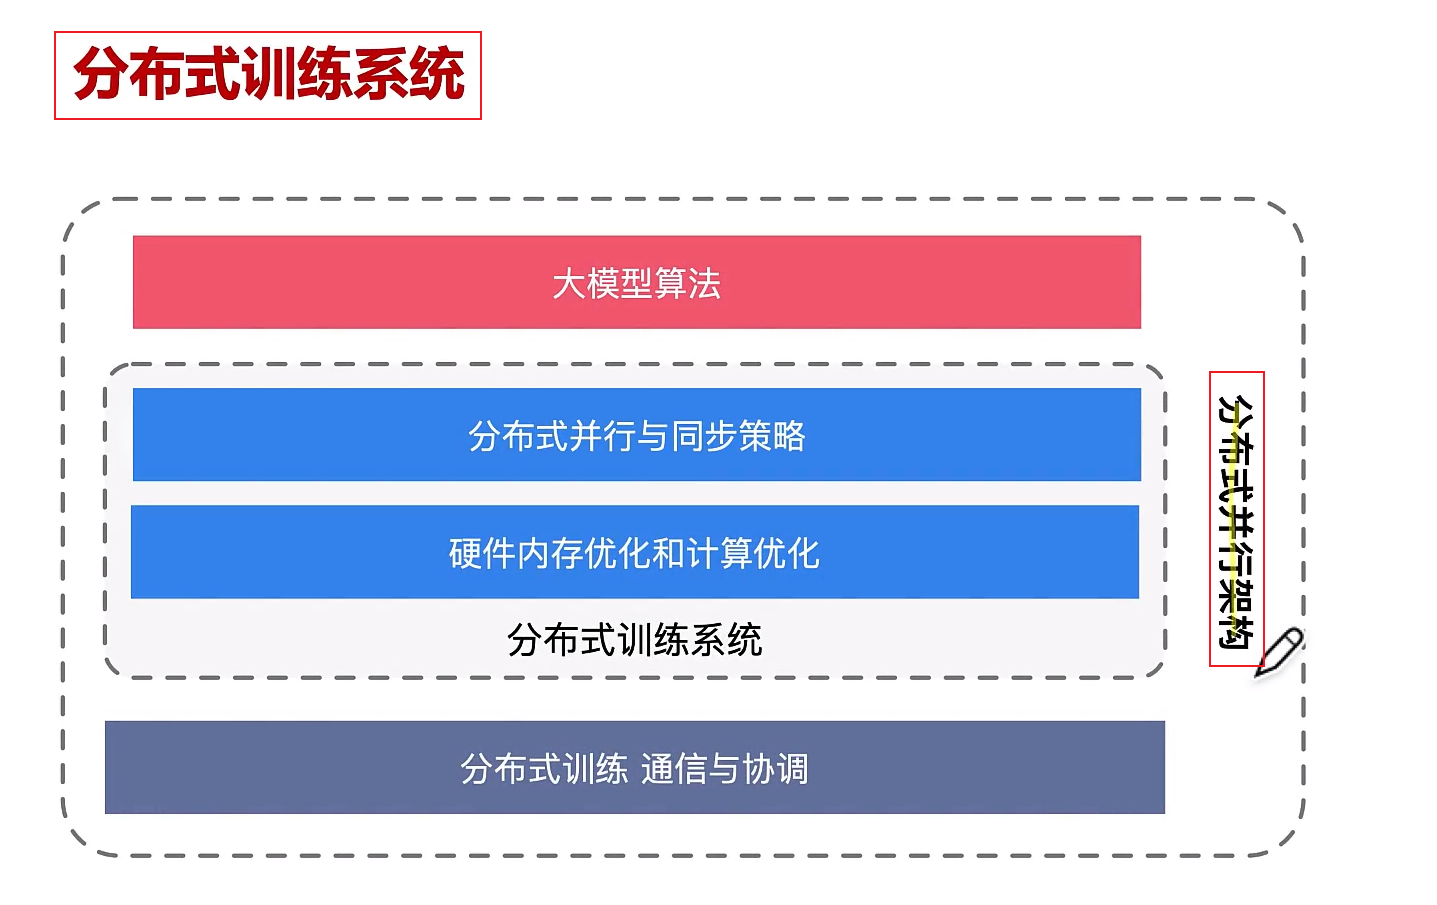 分布式训练系统
大模型算法
分布式并行与同步策略
硬件内存优化和计算优化
分布式训练系统
分布式训练 通信与协调
分布式并行架构